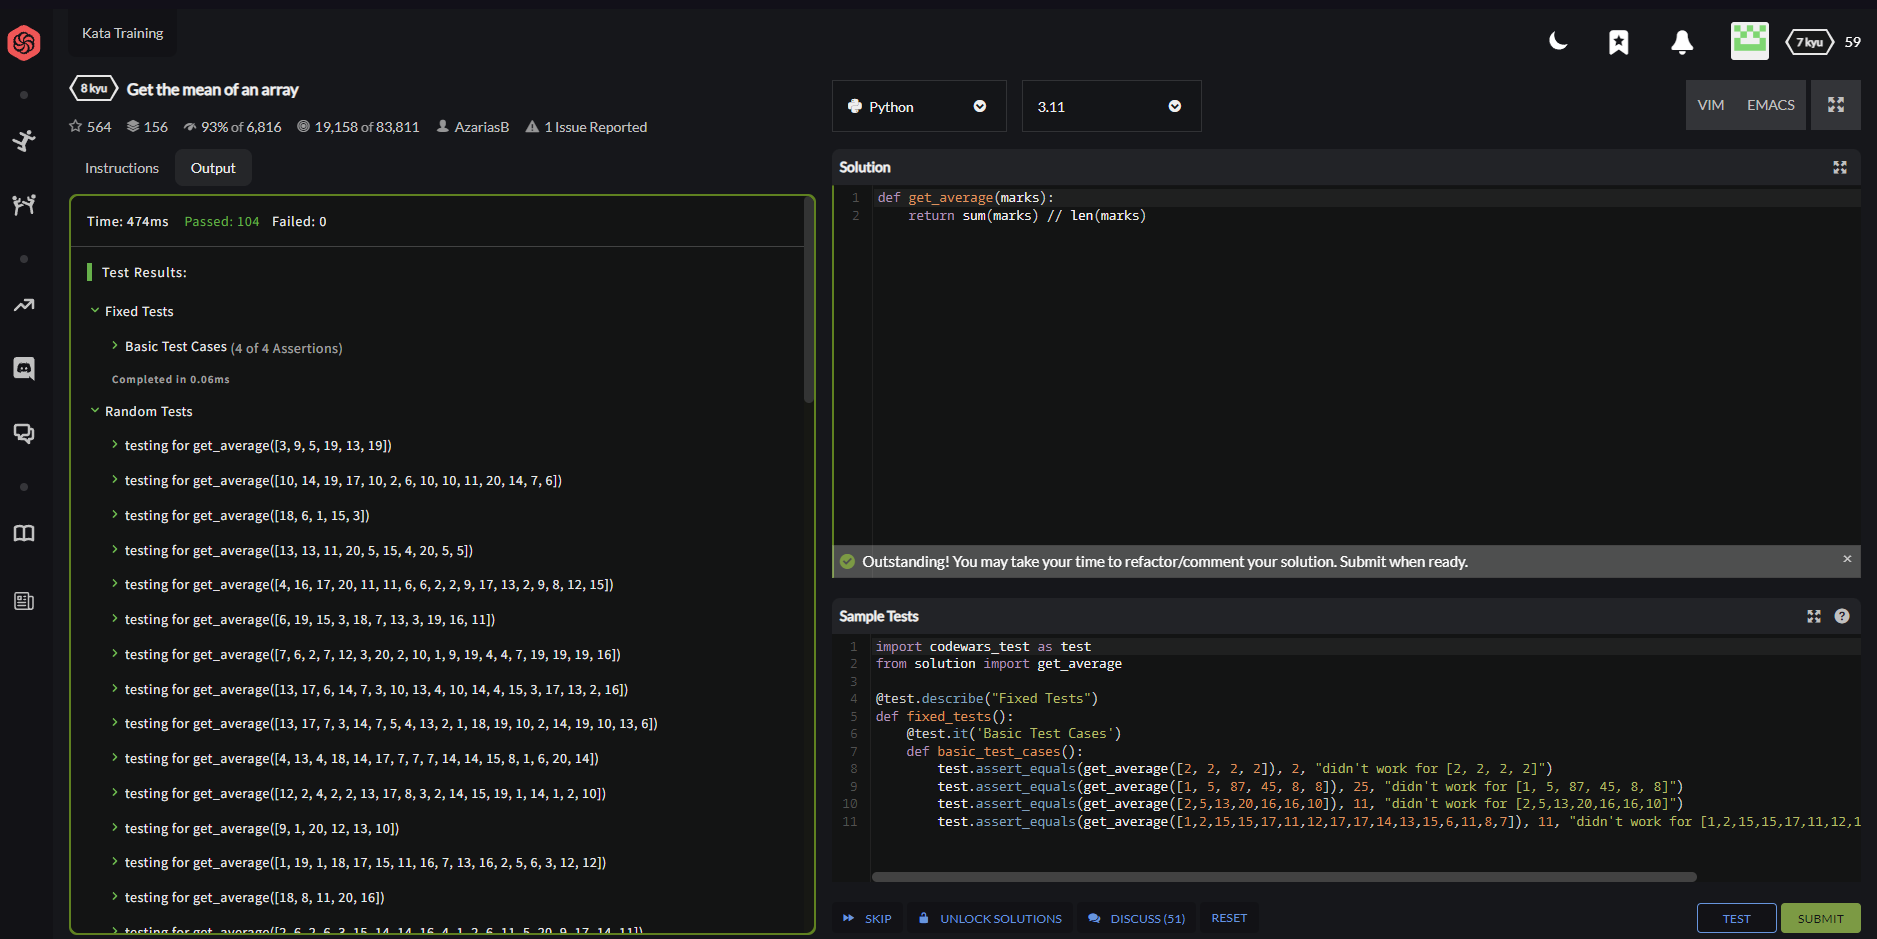 Kata Training
7 kyu 59
8 kyu Get the mean of an array
564 156 93% of 6,816 19,158 of 83,811 AzariasB 1 Issue Reported
Instructions Output
Time: 474ms Passed: 104 Failed: 0
Test Results:
Fixed Tests
Basic Test Cases (4 of 4 Assertions)
Completed in 0.06ms
Random Tests
testing for get_average([3, 9, 5, 19, 13, 19])
testing for get_average([10, 14, 19, 17, 10, 2, 6, 10, 10, 11, 20, 14, 7, 6])
testing for get_average([18, 6, 1, 15, 3])
testing for get_average([13, 13, 11, 20, 5, 15, 4, 20, 5, 5])
testing for get_average([4, 16, 17, 20, 11, 11, 6, 6, 2, 2, 9, 17, 13, 2, 9, 8, 12, 15])
testing for get_average([6, 19, 15, 3, 18, 7, 13, 3, 19, 16, 11])
testing for get_average([7, 6, 2, 7, 12, 3, 20, 2, 10, 1, 9, 19, 4, 4, 7, 19, 19, 19, 16])
testing for get_average([13, 17, 6, 14, 7, 3, 10, 13, 4, 10, 14, 4, 15, 3, 17, 13, 2, 16])
testing for get_average([13, 17, 7, 3, 14, 7, 5, 4, 13, 2, 1, 18, 19, 10, 2, 14, 19, 10, 13, 6])
testing for get_average([4, 13, 4, 18, 14, 17, 7, 7, 7, 14, 14, 15, 8, 1, 6, 20, 14])
testing for get_average([12, 2, 4, 2, 2, 13, 17, 8, 3, 2, 14, 15, 19, 1, 14, 1, 2, 10])
testing for get_average([9, 1, 20, 12, 13, 10])
testing for get_average([1, 19, 1, 18, 17, 15, 11, 16, 7, 13, 16, 2, 5, 6, 3, 12, 12])
testing for get_average([18, 8, 11, 20, 16])
testing for get_average([2, 6, 2, 6, 3, 15, 14, 14, 16, 4, 1, 2, 6, 11, 5, 20, 9, 17, 14, 11])
Python 3.11 VIM EMACS
Solution
1 def get_average(marks):
2 return sum(marks) // len(marks)
Outstanding! You may take your time to refactor/comment your solution. Submit when ready.
Sample Tests
1 import codewars_test as test
2 from solution import get_average
3
4 @test.describe("Fixed Tests")
5 def fixed_tests():
6 @test.it('Basic Test Cases')
7 def basic_test_cases():
8 test.assert_equals(get_average([2, 2, 2, 2]), 2, "didn't work for [2, 2, 2, 2]")
9 test.assert_equals(get_average([1, 5, 87, 45, 8, 8]), 25, "didn't work for [1, 5, 87, 45, 8, 8]")
10 test.assert_equals(get_average([2,5,13,20,16,16,10]), 11, "didn't work for [2,5,13,20,16,16,10]")
11 test.assert_equals(get_average([1,2,15,15,17,11,12,17,17,14,13,15,6,11,8,7]), 11, "didn't work for [1,2,15,15,17,11,12,1
SKIP UNLOCK SOLUTIONS DISCUSS (51) RESET TEST SUBMIT